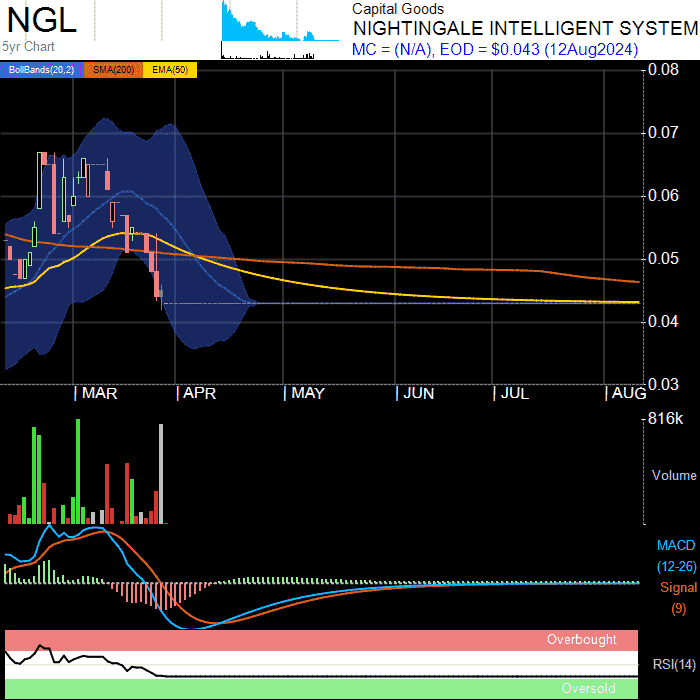 NGL
5yr Chart
Capital Goods
NIGHTINGALE INTELLIGENT SYSTEM
MC = (N/A), EOD = $0.043 (12Aug2024)
BollBands(20,2) SMA(200) EMA(50)
0.08
0.07
0.06
0.05
0.04
0.03
MAR APR MAY JUN JUL AUG
816k
Volume
MACD
(12-26)
Signal
(9)
Overbought
RSI(14)
Oversold